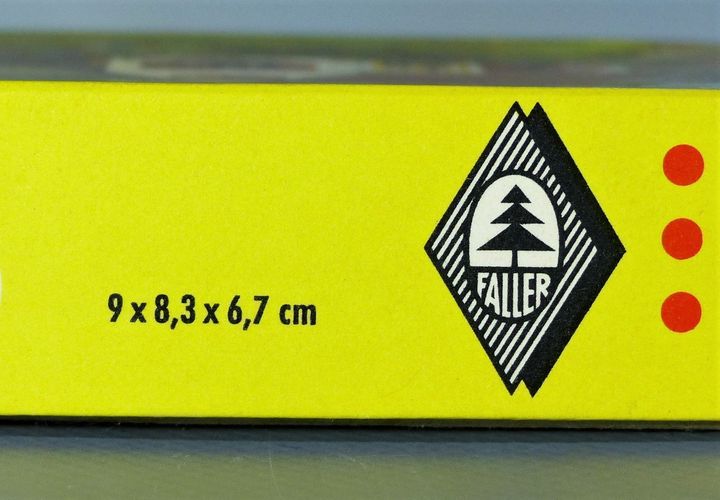 9 x 8,3 x 6,7 cm
FALLER